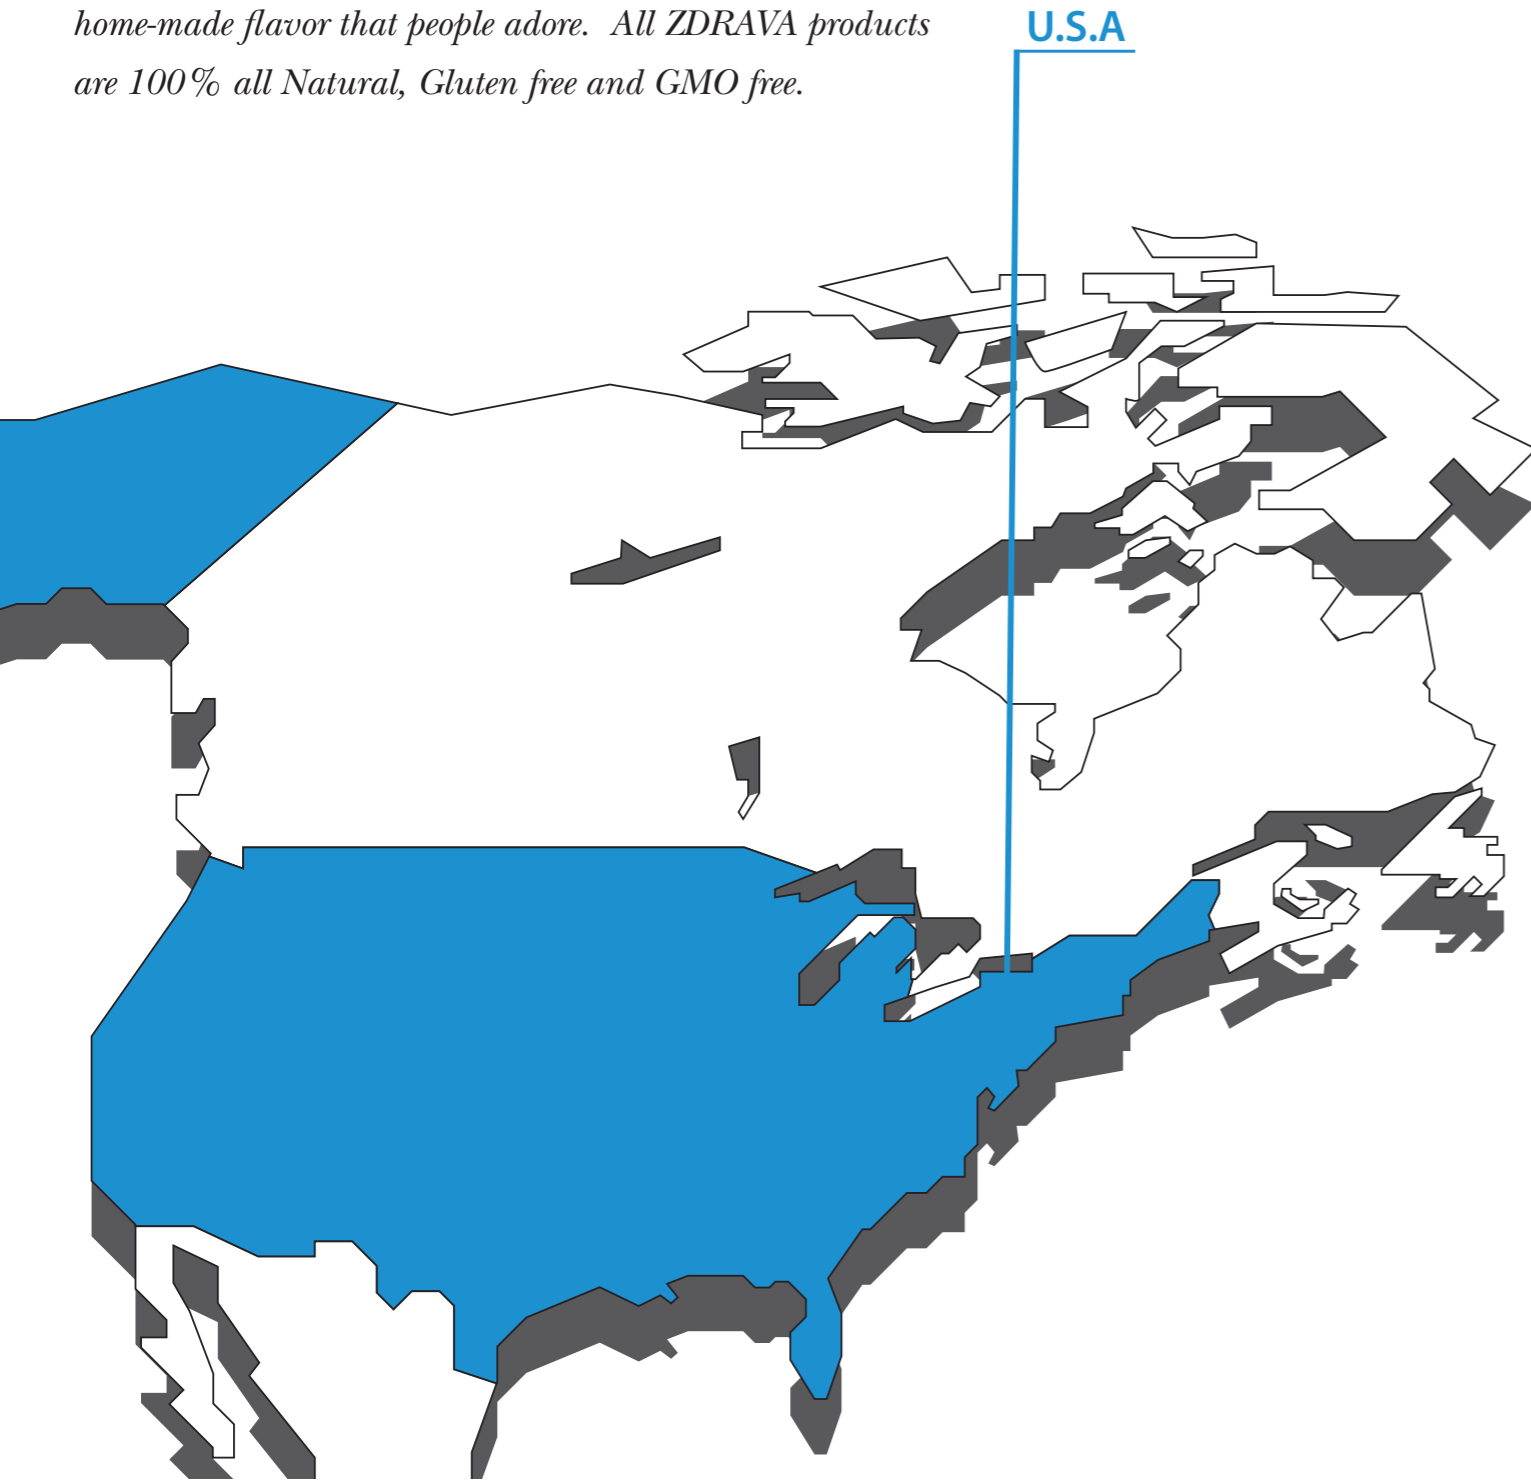 home-made flavor that people adore. All ZDRAVA products
are 100% all Natural, Gluten free and GMO free.
U.S.A